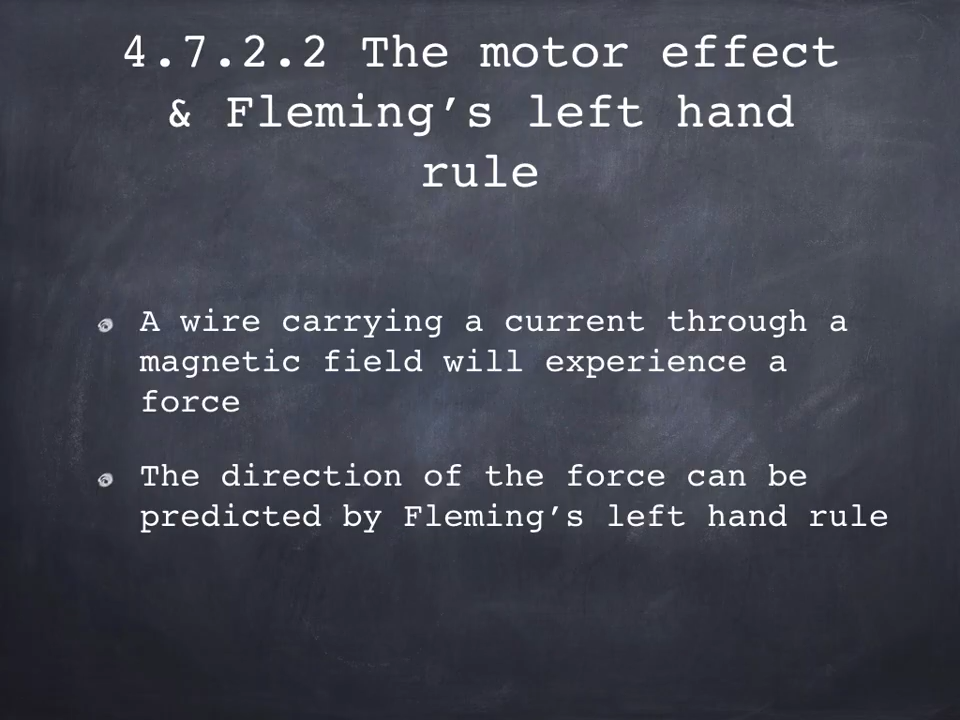 4.7.2.2 The motor effect
& Fleming’s left hand
rule
A wire carrying a current through a
magnetic field will experience a
force
The direction of the force can be
predicted by Fleming’s left hand rule